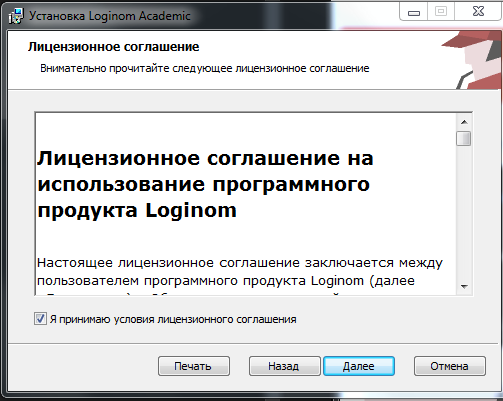 Установка Loginom Academic
Лицензионное соглашение
Внимательно прочитайте следующее лицензионное соглашение
Лицензионное соглашение на
использование программного
продукта Loginom
Настоящее лицензионное соглашение заключается между
пользователем программного продукта Loginom (далее
Я принимаю условия лицензионного соглашения
Печать
Назад
Далее
Отмена